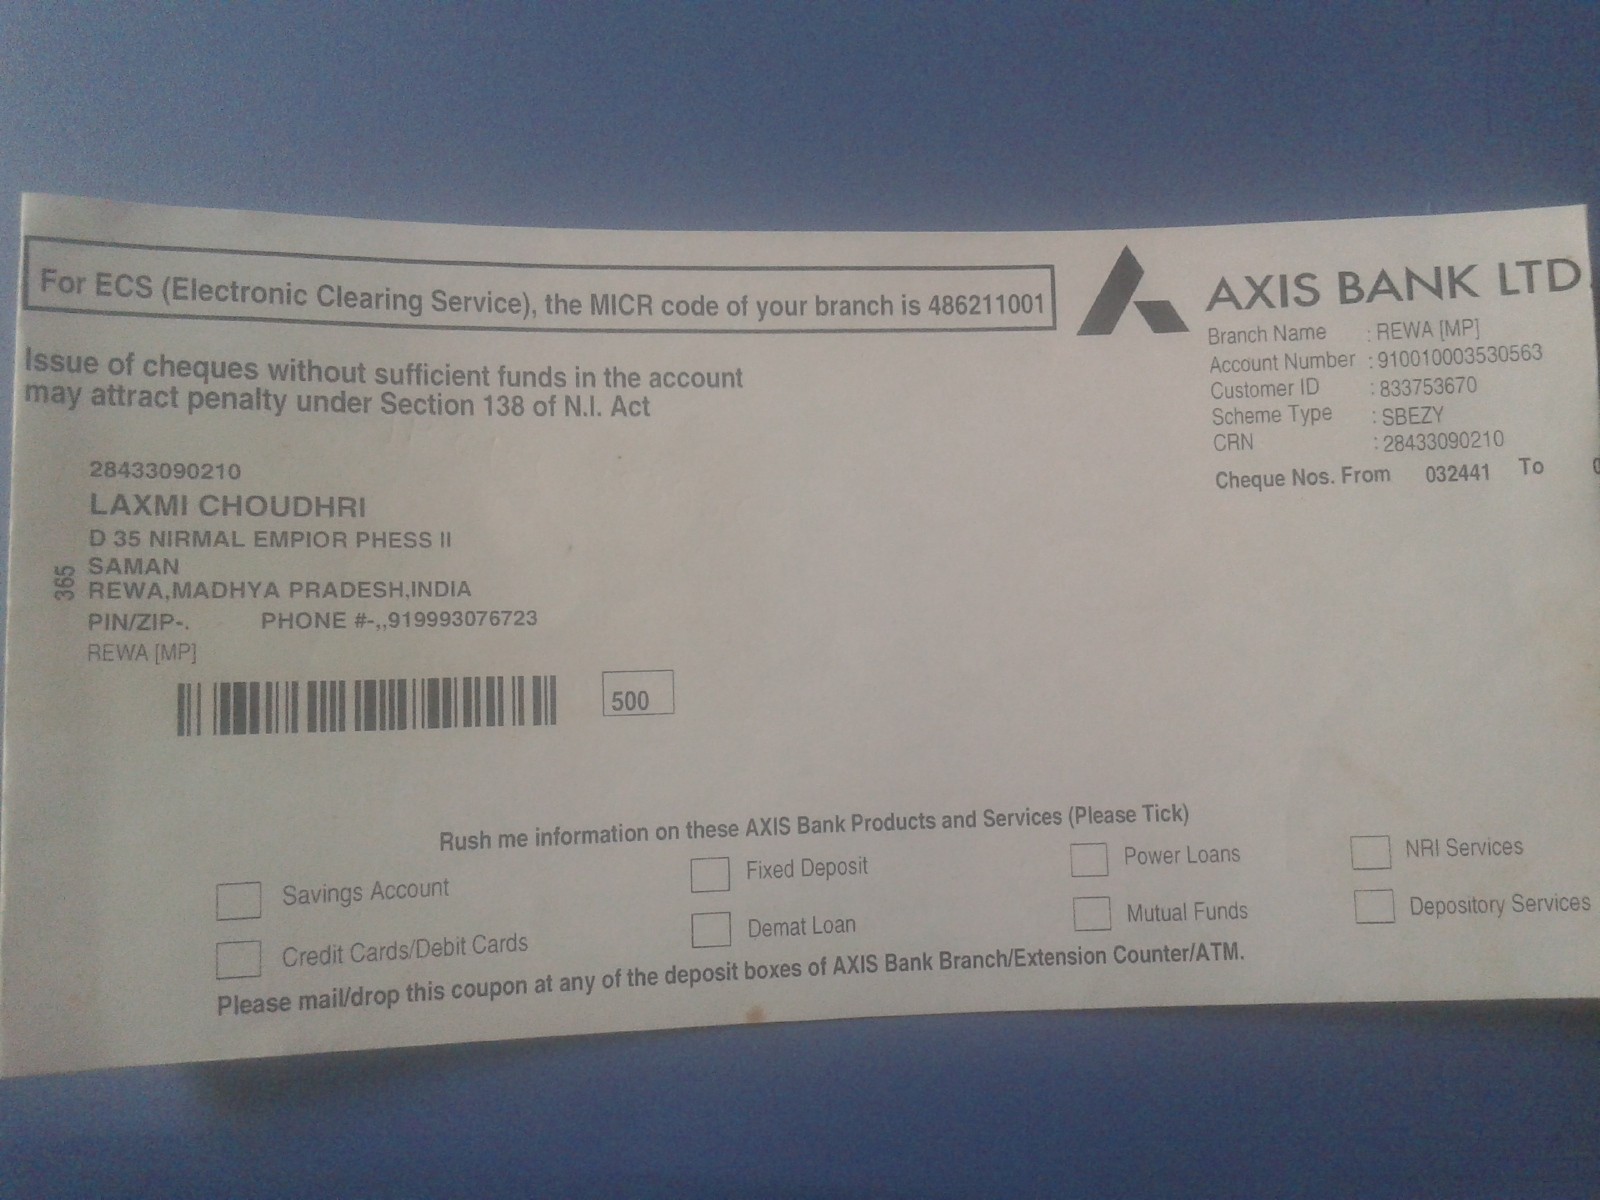 For ECS (Electronic Clearing Service), the MICR code of your branch is 486211001
AXIS BANK LTD
Issue of cheques without sufficient funds in the account
may attract penalty under Section 138 of N.I. Act
Branch Name : REWA [MP]
Account Number : 910010003530563
Customer ID : 833753670
Scheme Type : SBEZY
CRN : 28433090210
Cheque Nos. From 032441 To
28433090210
LAXMI CHOUDHRI
D 35 NIRMAL EMPIOR PHESS II
SAMAN
365
REWA,MADHYA PRADESH,INDIA
PIN/ZIP-. PHONE #-,,919993076723
REWA [MP]
500
Rush me information on these AXIS Bank Products and Services (Please Tick)
Savings Account Fixed Deposit Power Loans NRI Services
Credit Cards/Debit Cards Demat Loan Mutual Funds Depository Services
Please mail/drop this coupon at any of the deposit boxes of AXIS Bank Branch/Extension Counter/ATM.